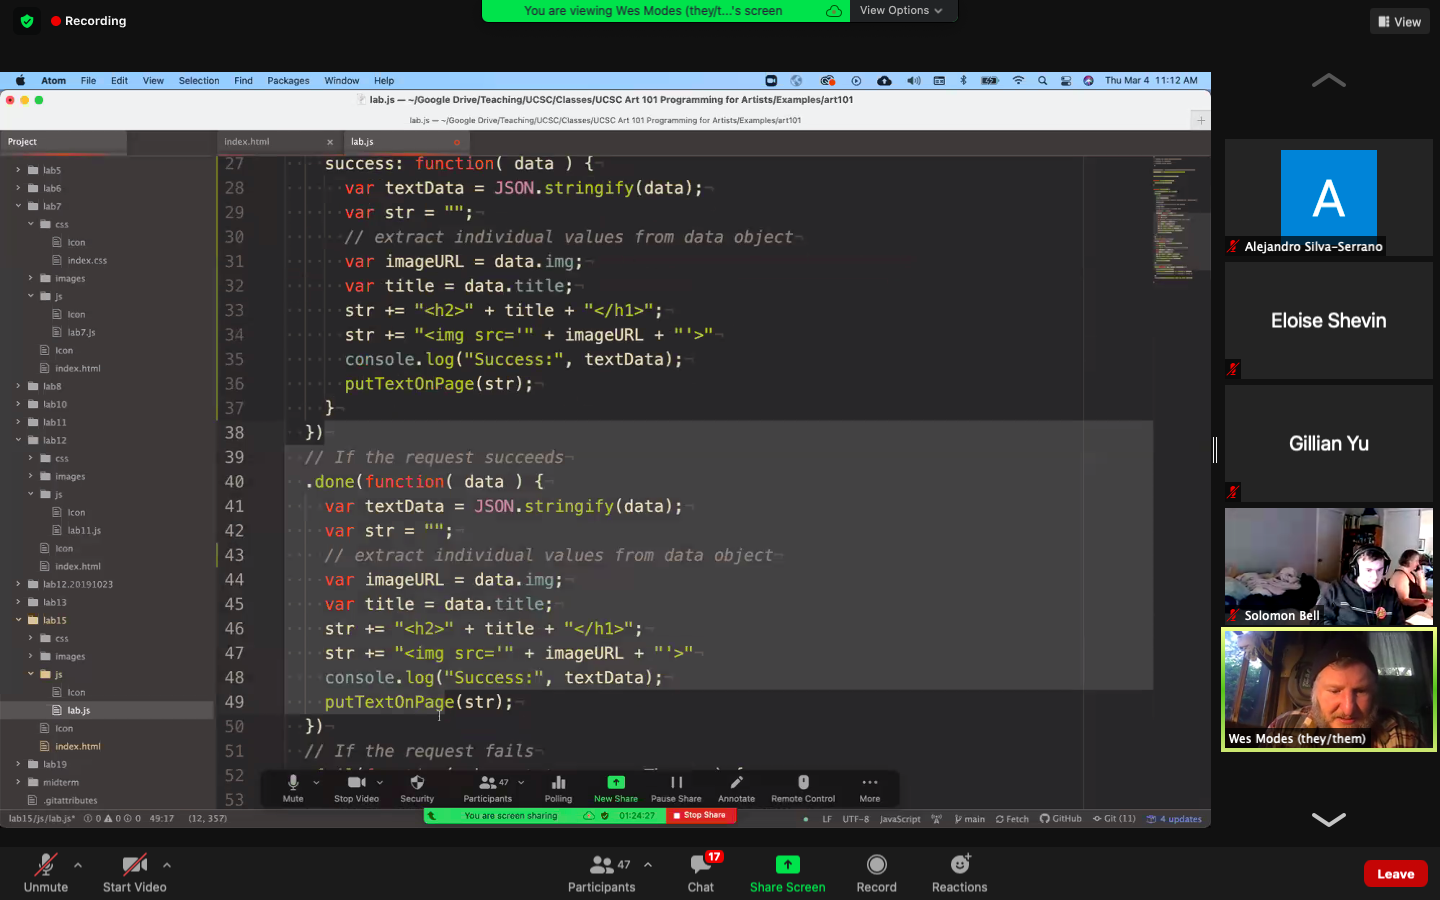 Recording
You are viewing Wes Modes (they/t...'s screen
View Options
View
Atom File Edit View Selection Find Packages Window Help
Thu Mar 4 11:12 AM
lab.js — ~/Google Drive/Teaching/UCSC/Classes/UCSC Art 101 Programming for Artists/Examples/art101
lab.js — ~/Google Drive/Teaching/UCSC/Classes/UCSC Art 101 Programming for Artists/Examples/art101
Project
index.html
lab.js
lab5
lab6
lab7
css
Icon
index.css
images
js
Icon
lab7.js
Icon
index.html
lab8
lab10
lab11
lab12
css
images
js
Icon
lab11.js
Icon
index.html
lab12.20191023
lab13
lab15
css
images
js
Icon
lab.js
Icon
index.html
lab19
midterm
.gitattributes
27 success: function( data ) {
28 var textData = JSON.stringify(data);
29 var str = "";
30 // extract individual values from data object
31 var imageURL = data.img;
32 var title = data.title;
33 str += "<h2>" + title + "</h1>";
34 str += "<img src='" + imageURL + "'>"
35 console.log("Success:", textData);
36 putTextOnPage(str);
37 }
38 })
39 // If the request succeeds
40 .done(function( data ) {
41 var textData = JSON.stringify(data);
42 var str = "";
43 // extract individual values from data object
44 var imageURL = data.img;
45 var title = data.title;
46 str += "<h2>" + title + "</h1>";
47 str += "<img src='" + imageURL + "'>"
48 console.log("Success:", textData);
49 putTextOnPage(str);
50 })
51 // If the request fails
52
53
Mute
Stop Video
Security
47
Participants
Polling
New Share
Pause Share
Annotate
Remote Control
More
You are screen sharing
01:24:27
Stop Share
lab15/js/lab.js* 0 0 0 49:17 (12, 357)
LF UTF-8 JavaScript main Fetch GitHub Git (11) 4 updates
A
Alejandro Silva-Serrano
Eloise Shevin
Gillian Yu
Solomon Bell
Wes Modes (they/them)
Unmute
Start Video
47
Participants
17
Chat
Share Screen
Record
Reactions
Leave